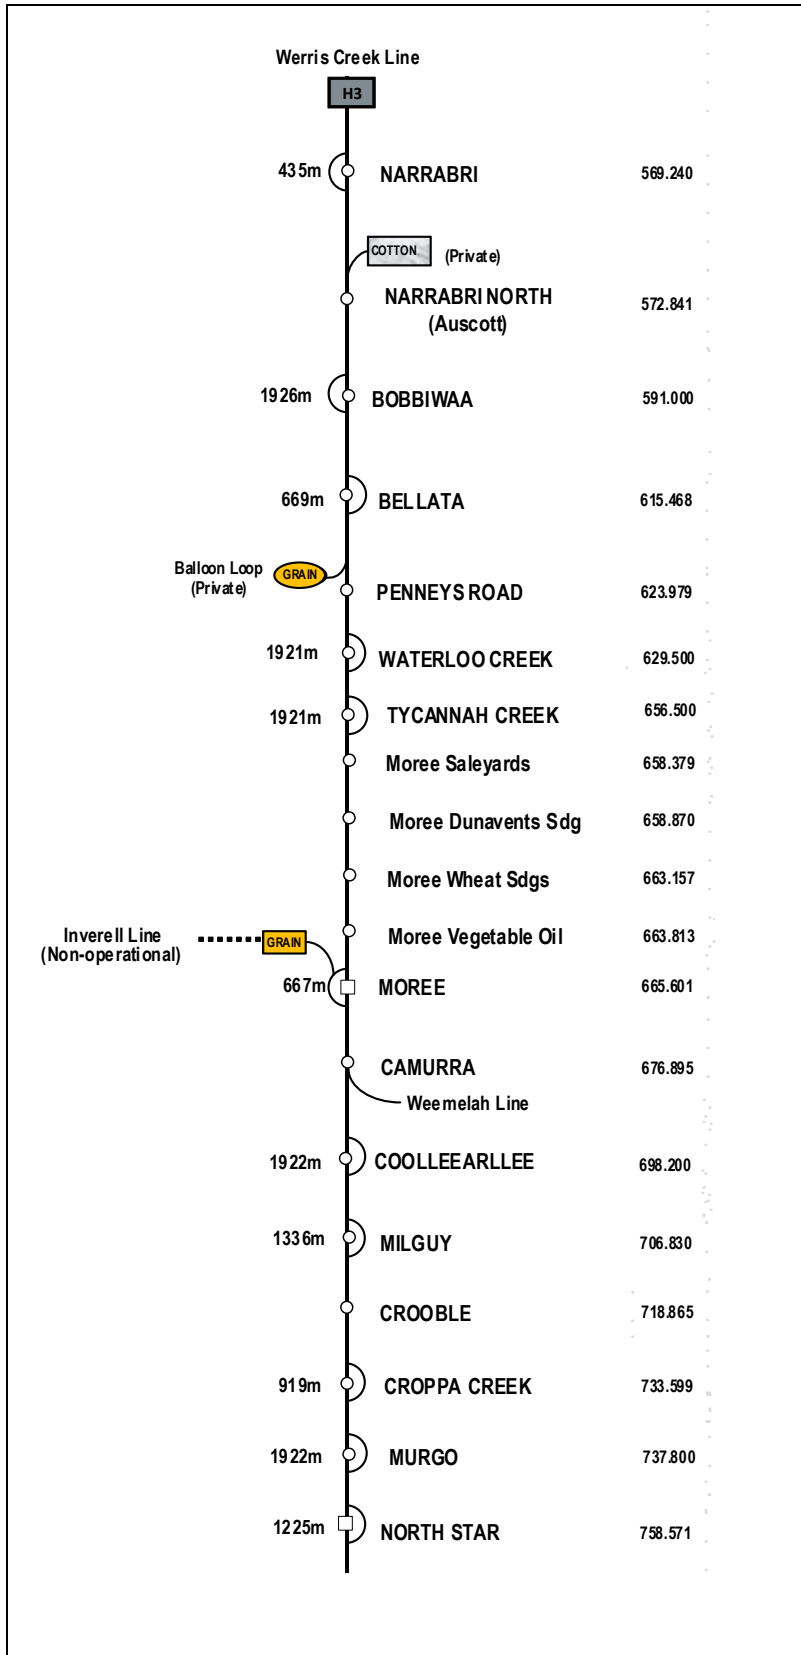 Werris Creek Line
H3
435m NARRABRI 569.240
COTTON (Private)
NARRABRI NORTH 572.841
(Auscott)
1926m BOBBIWAA 591.000
669m BELLATA 615.468
Balloon Loop GRAIN
(Private)
PENNEYS ROAD 623.979
1921m WATERLOO CREEK 629.500
1921m TYCANNAH CREEK 656.500
Moree Saleyards 658.379
Moree Dunavents Sdg 658.870
Moree Wheat Sdgs 663.157
Moree Vegetable Oil 663.813
Inverell Line GRAIN
(Non-operational)
667m MOREE 665.601
CAMURRA 676.895
Weemelah Line
1922m COOLLEEARLLEE 698.200
1336m MILGUY 706.830
CROOBLE 718.865
919m CROPPA CREEK 733.599
1922m MURGO 737.800
1225m NORTH STAR 758.571